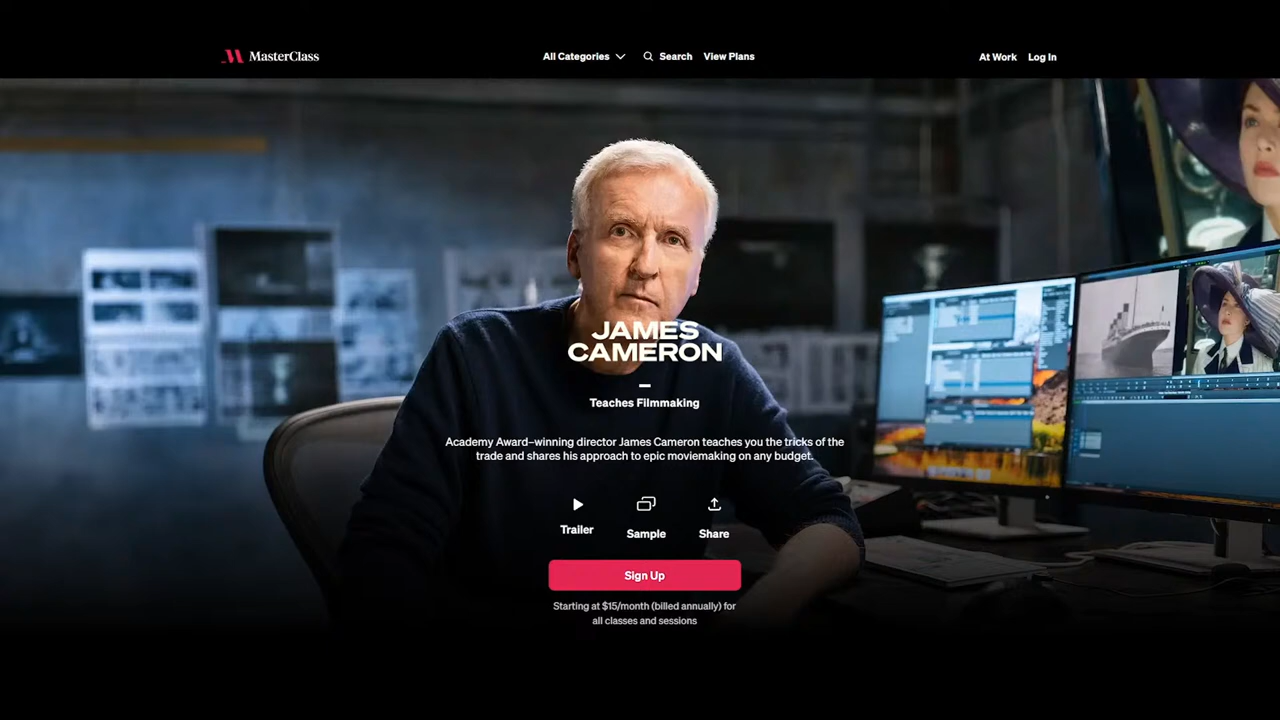 MasterClass
All Categories
Search
View Plans
At Work
Log In
JAMES
CAMERON
Teaches Filmmaking
Academy Award–winning director James Cameron teaches you the tricks of the
trade and shares his approach to epic moviemaking on any budget.
Trailer
Sample
Share
Sign Up
Starting at $15/month (billed annually) for
all classes and sessions